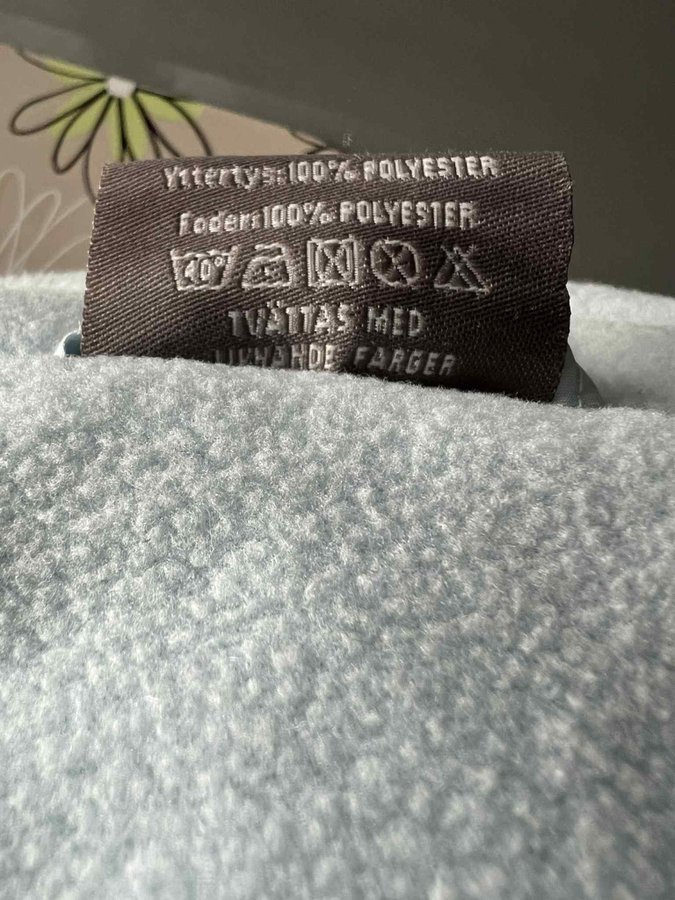 Yttertyg:100% POLYESTER
Foder:100% POLYESTER
40°
TVÄTTAS MED
LIKNANDE FÄRGER